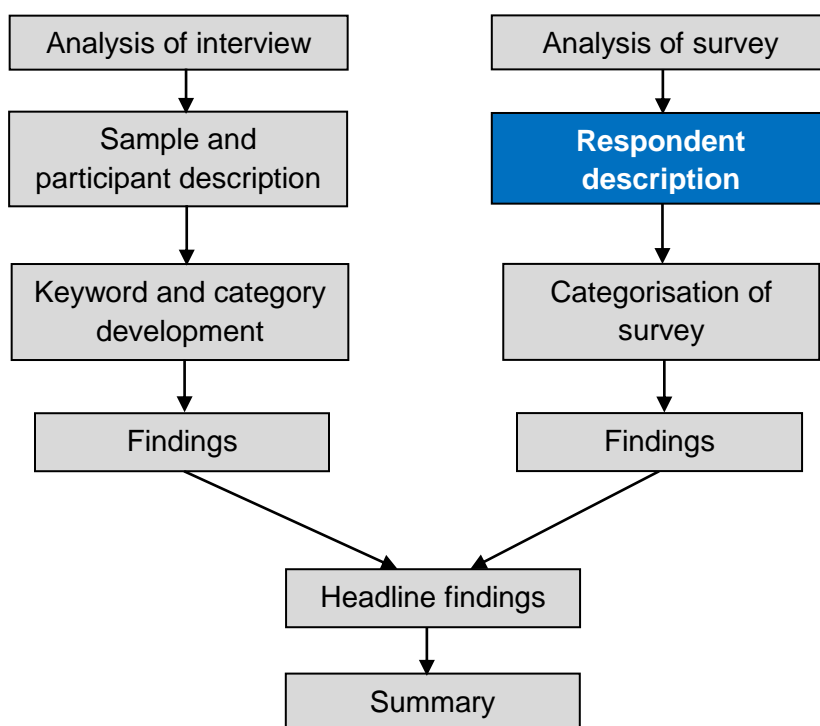 Analysis of interview
Analysis of survey
Sample and
participant description
Respondent
description
Keyword and category
development
Categorisation of
survey
Findings
Findings
Headline findings
Summary